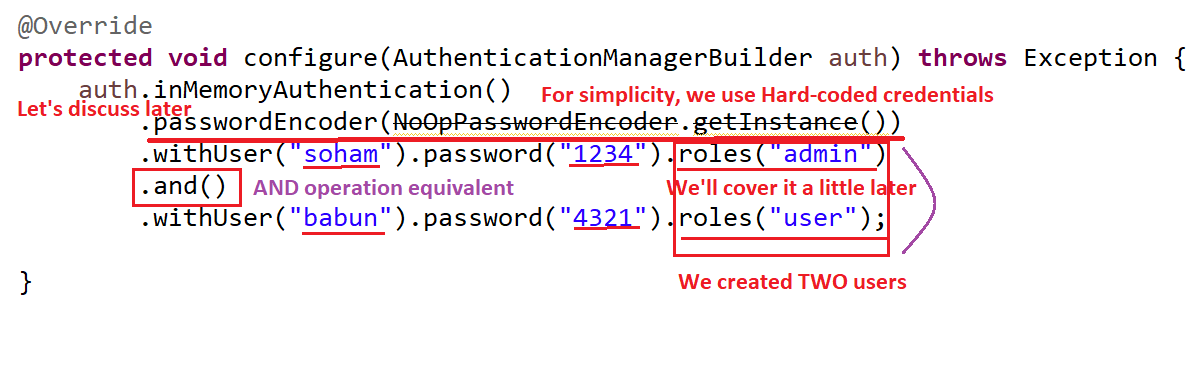 @Override
protected void configure(AuthenticationManagerBuilder auth) throws Exception {
auth.inMemoryAuthentication()
Let's discuss later
For simplicity, we use Hard-coded credentials
.passwordEncoder(NoOpPasswordEncoder.getInstance())
.withUser("soham").password("1234").roles("admin")
.and()
AND operation equivalent
We'll cover it a little later
.withUser("babun").password("4321").roles("user");
}
We created TWO users